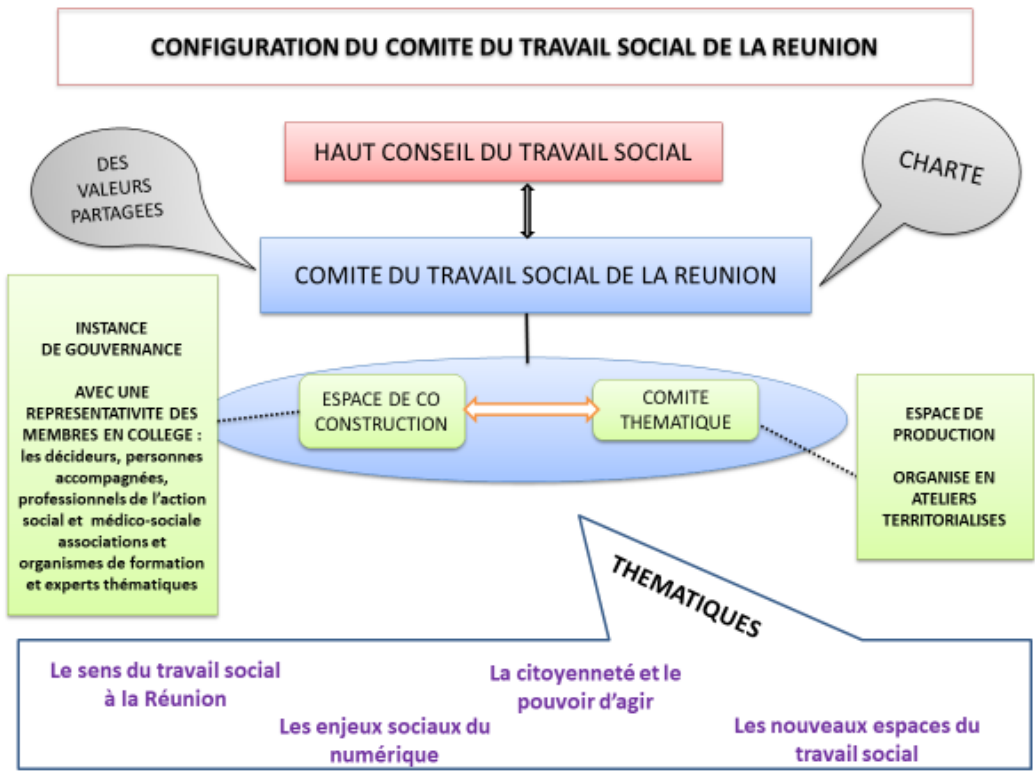 CONFIGURATION DU COMITE DU TRAVAIL SOCIAL DE LA REUNION
HAUT CONSEIL DU TRAVAIL SOCIAL
DES
VALEURS
PARTAGEES
CHARTE
COMITE DU TRAVAIL SOCIAL DE LA REUNION
INSTANCE
DE GOUVERNANCE
AVEC UNE
REPRESENTATIVITE DES
MEMBRES EN COLLEGE :
les décideurs, personnes
accompagnées,
professionnels de l'action
social et médico-sociale
associations et
organismes de formation
et experts thématiques
ESPACE DE CO
CONSTRUCTION
COMITE
THEMATIQUE
ESPACE DE
PRODUCTION
ORGANISE EN
ATELIERS
TERRITORIALISES
THEMATIQUES
Le sens du travail social
à la Réunion
La citoyenneté et le
pouvoir d'agir
Les enjeux sociaux du
numérique
Les nouveaux espaces du
travail social